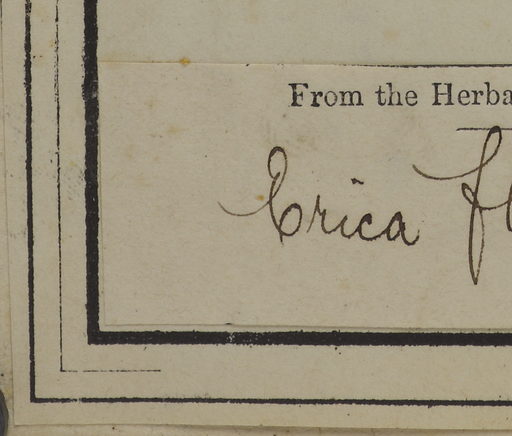 From the Herba
Erica